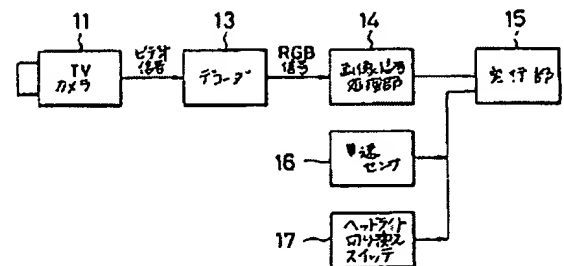 11
13
14
15
TV
カメラ
ビデオ
信号
デコーダ
RGB
信号
画像信号
処理部
実行部
16
車速
センサ
17
ヘッドライト
切り換え
スイッチ